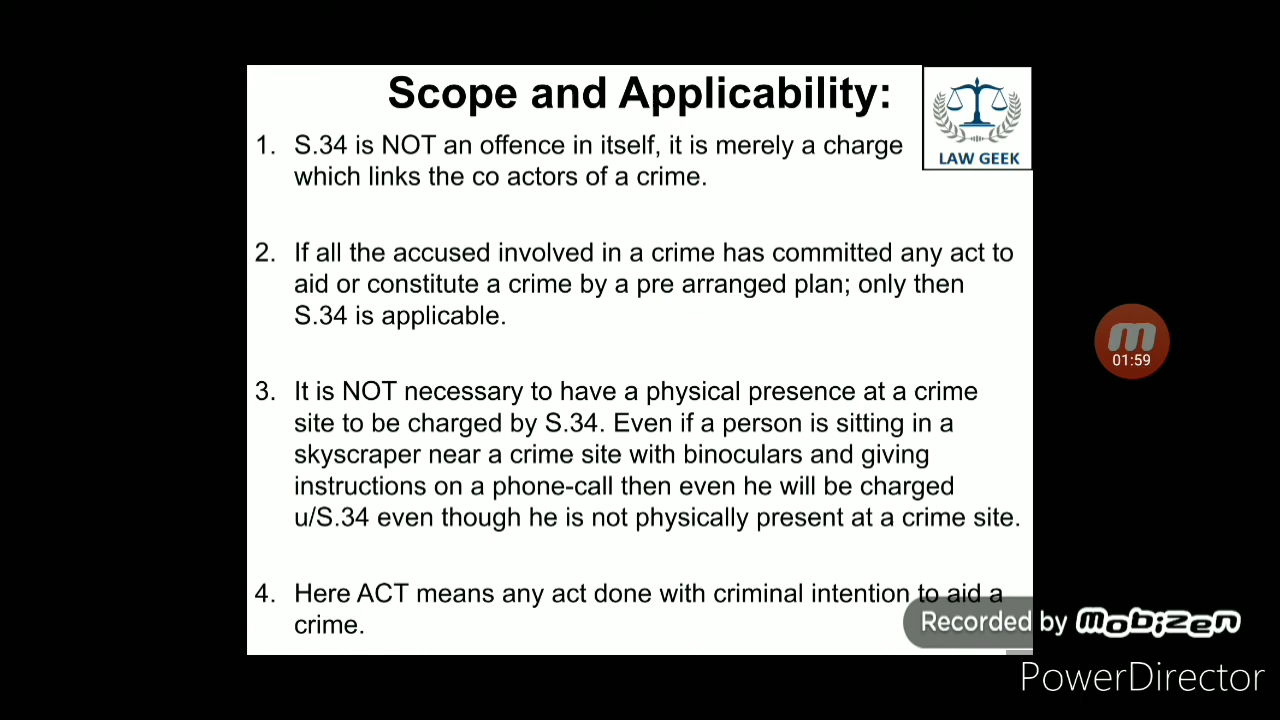 Scope and Applicability:
LAW GEEK
1. S.34 is NOT an offence in itself, it is merely a charge
which links the co actors of a crime.
2. If all the accused involved in a crime has committed any act to
aid or constitute a crime by a pre arranged plan; only then
S.34 is applicable.
3. It is NOT necessary to have a physical presence at a crime
site to be charged by S.34. Even if a person is sitting in a
skyscraper near a crime site with binoculars and giving
instructions on a phone-call then even he will be charged
u/S.34 even though he is not physically present at a crime site.
01:59
4. Here ACT means any act done with criminal intention to aid a
crime.
Recorded by Mobizen
PowerDirector